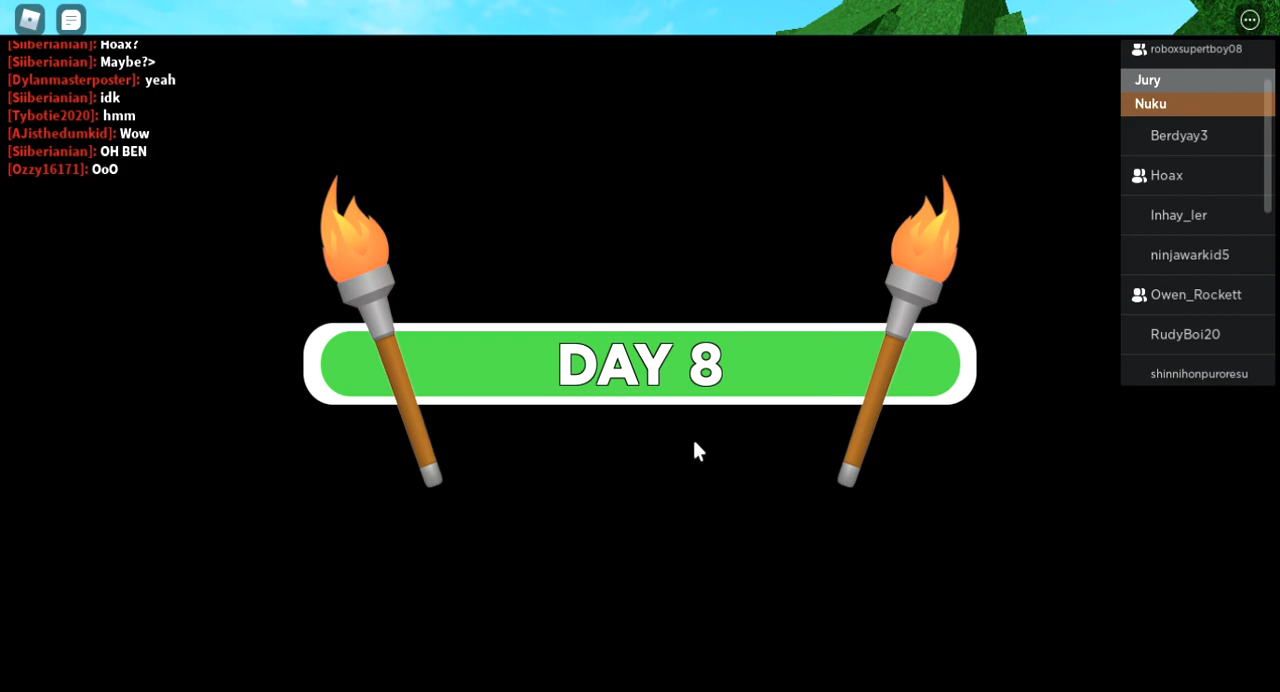 [Siiberianian]: Hoax?
[Siiberianian]: Maybe?>
[Dylanmasterposter]: yeah
[Siiberianian]: idk
[Tybotie2020]: hmm
[AJisthedumkid]: Wow
[Siiberianian]: OH BEN
[Ozzy16171]: OoO
DAY 8
roboxsupertboy08
Jury
Nuku
Berdyay3
Hoax
Inhay_ler
ninjawarkid5
Owen_Rockett
RudyBoi20
shinnihonpuroresu